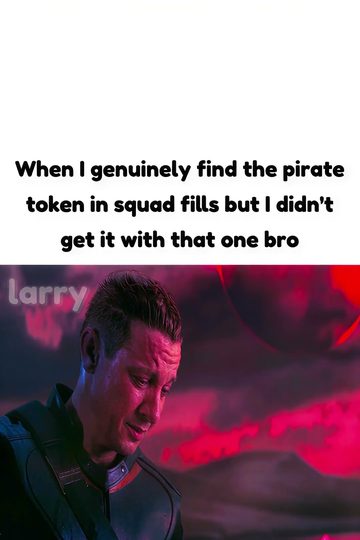 When I genuinely find the pirate
token in squad fills but I didn't
get it with that one bro
larry